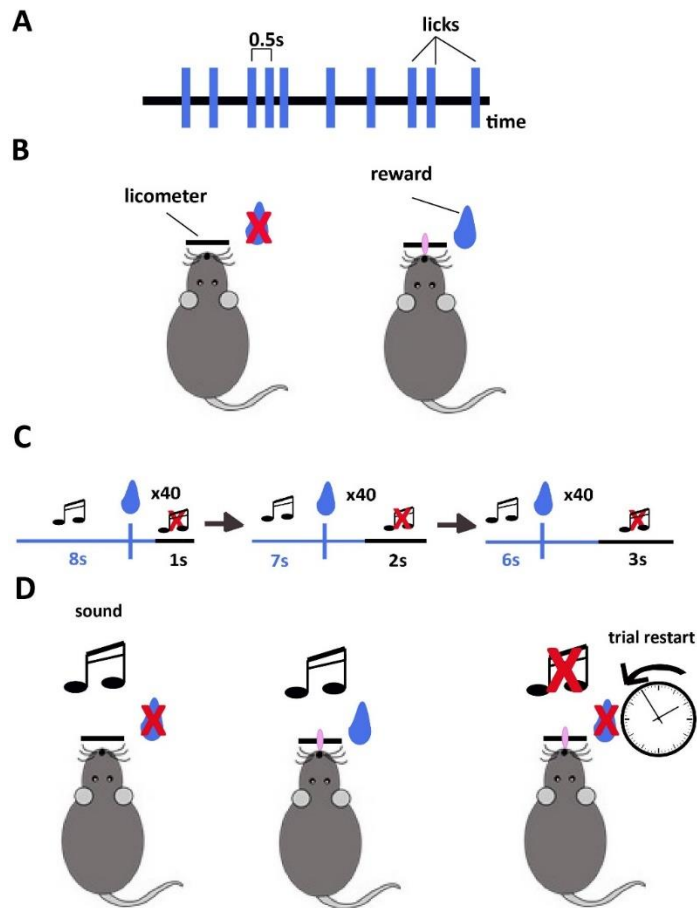 A
0.5s
licks
time
B
licometer
reward
C
x40
x40
x40
8s
1s
7s
2s
6s
3s
D
sound
trial restart